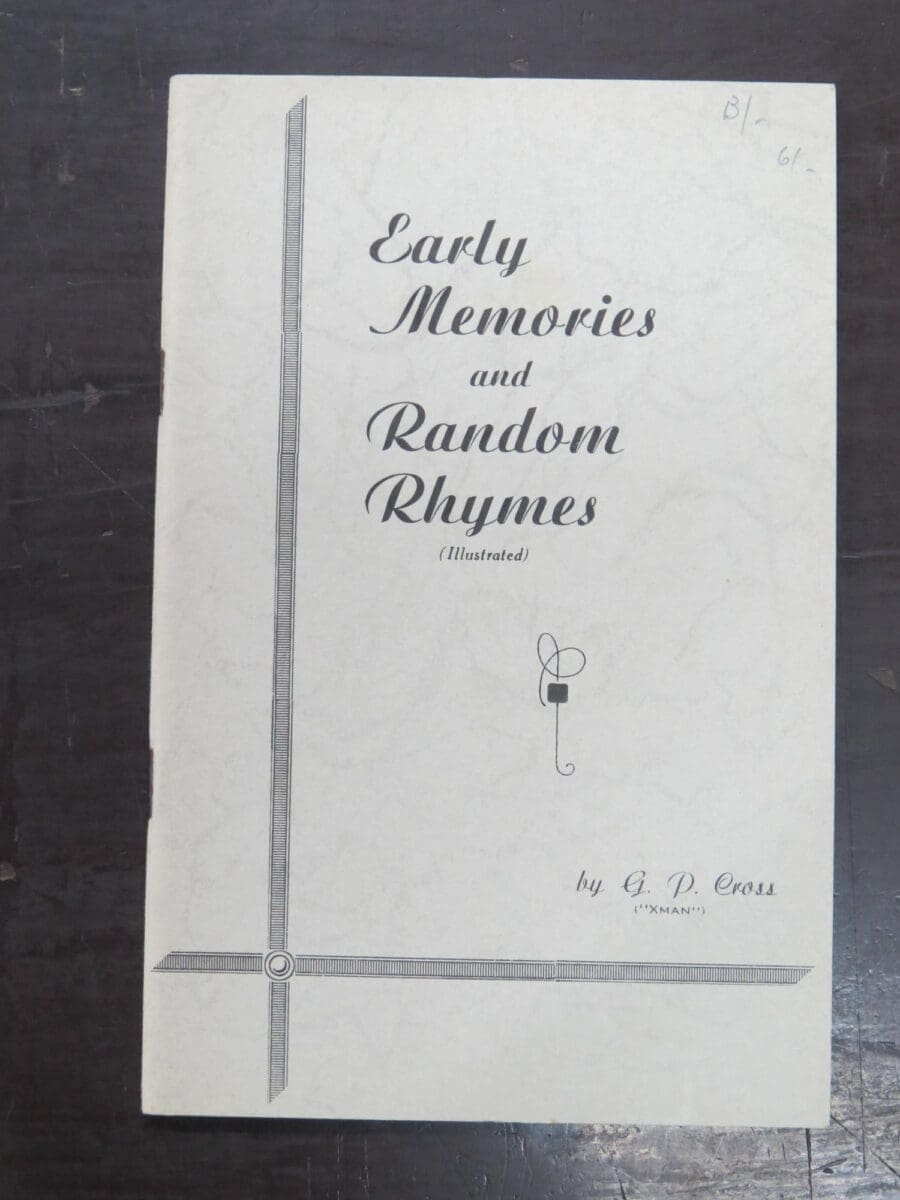 B/-
6/-
Early
Memories
and
Random
Rhymes
(Illustrated)
by G. P. Cross
("XMAN")